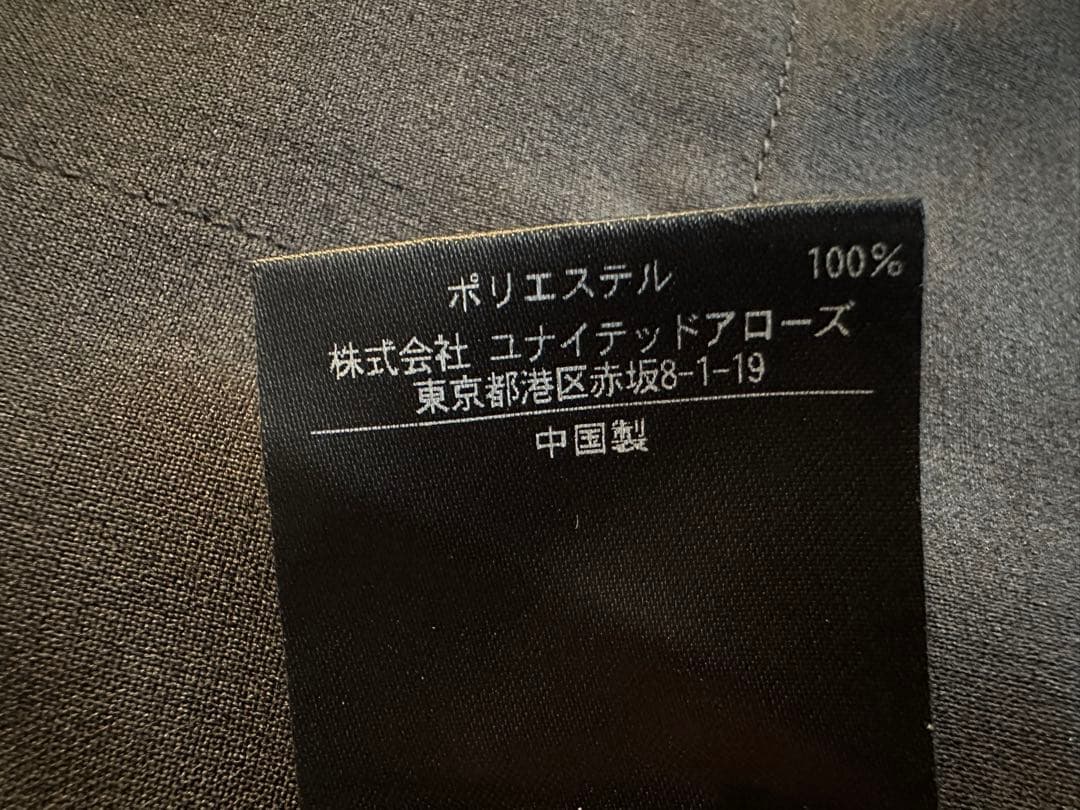 ポリエステル 100%
株式会社 ユナイテッドアローズ
東京都港区赤坂8-1-19
中国製